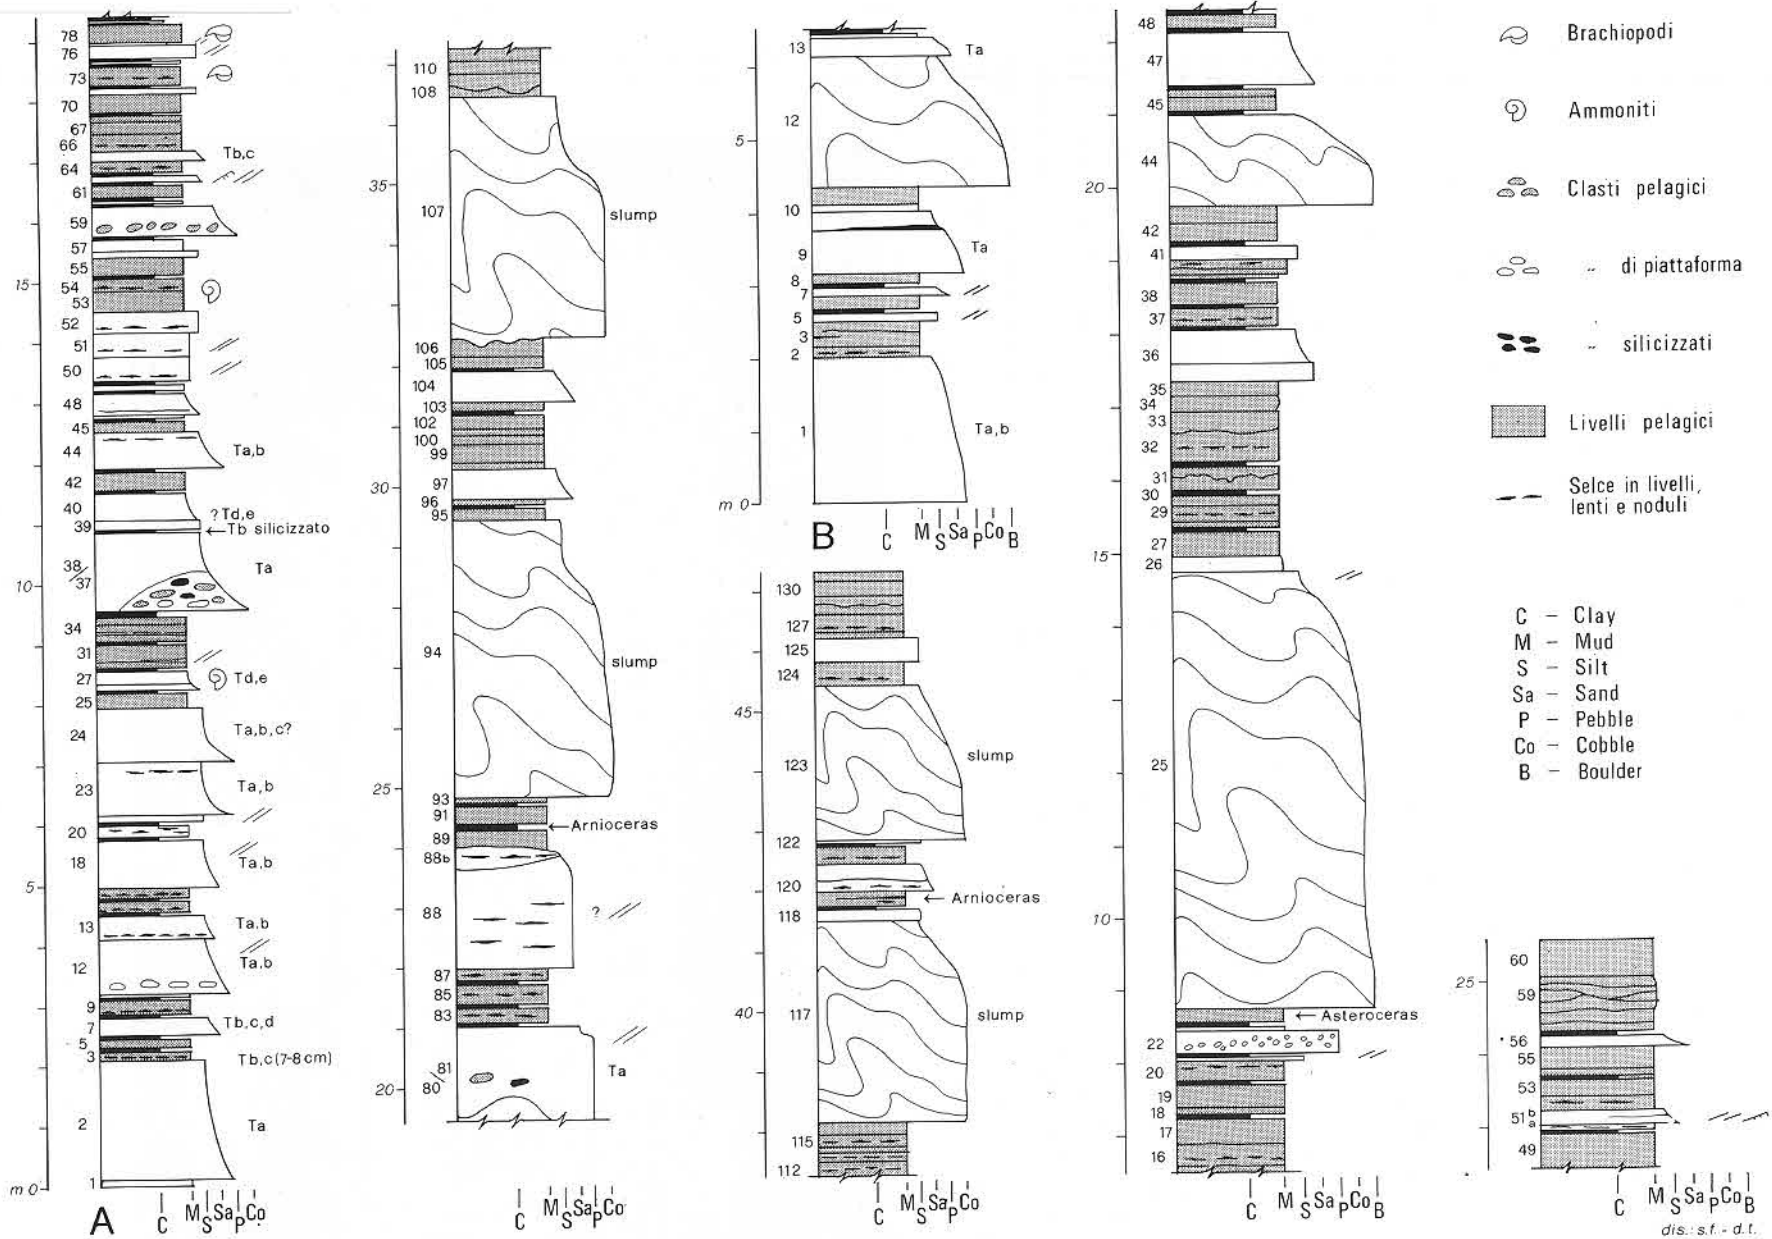 78
76
73
70
67
66
Tb,c
64
61
59
57
55
15
54
53
52
51
50
48
45
44
Ta,b
42
40
?Td,e
39
←Tb silicizzato
38
37
Ta
10
34
31
27
Td,e
25
24
Ta,b,c?
23
Ta,b
20
18
Ta,b
5
13
Ta,b
12
Ta,b
9
7
Tb,c,d
5
3
Tb,c(7-8cm)
2
Ta
m 0
1
A
C M S Sa P Co
110
108
35
107
slump
106
105
104
103
102
100
99
30
97
96
95
94
slump
25
93
91
←Arnioceras
89
88b
88
?
87
85
83
81
80
Ta
20
C M S Sa P Co
13
Ta
12
5
10
9
Ta
8
7
5
3
2
1
Ta,b
m 0
B
C M S Sa P Co B
130
127
125
124
45
123
slump
122
120
← Arnioceras
118
117
slump
40
115
112
C M S Sa P Co
48
47
45
44
20
42
41
38
37
36
35
34
33
32
31
30
29
27
15
26
25
10
←Asteroceras
22
20
19
18
17
16
C M S Sa P Co B
Brachiopodi
Ammoniti
Clasti pelagici
" di piattaforma
" silicizzati
Livelli pelagici
Selce in livelli,
lenti e noduli
C – Clay
M – Mud
S – Silt
Sa – Sand
P – Pebble
Co – Cobble
B – Boulder
60
25
59
56
55
53
51 b
a
49
C M S Sa P Co B
dis.: s.f. - d.t.